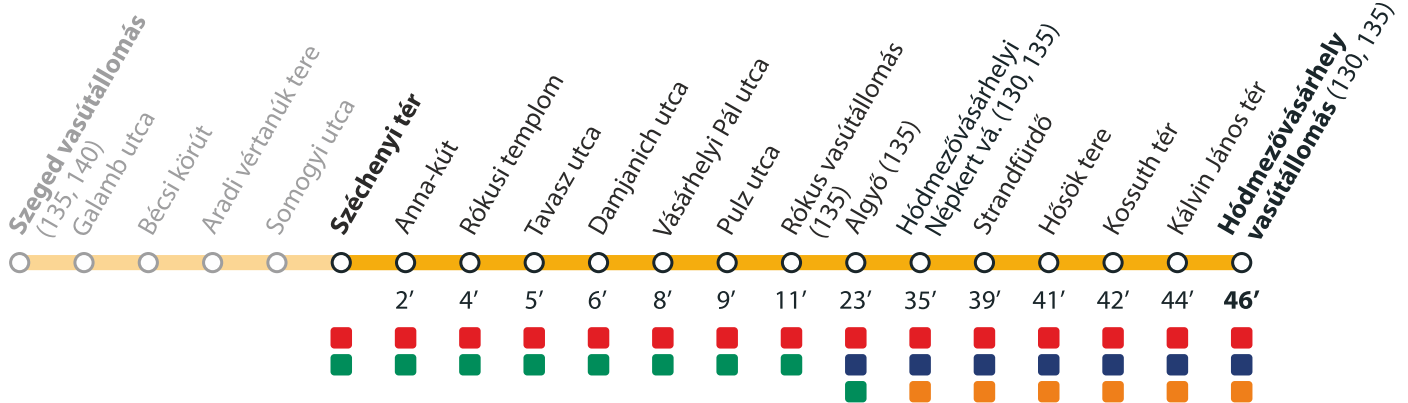 Szeged vasútállomás
(135, 140)
Galamb utca
Bécsi körút
Aradi vértanúk tere
Somogyi utca
Széchenyi tér
Anna-kút
Rókusi templom
Tavasz utca
Damjanich utca
Vásárhelyi Pál utca
Pulz utca
Rókus vasútállomás
(135)
Algyő (135)
Hódmezővásárhelyi
Népkert vá. (130, 135)
Strandfürdő
Hősök tere
Kossuth tér
Kálvin János tér
Hódmezővásárhely
vasútállomás (130, 135)
2′ 4′ 5′ 6′ 8′ 9′ 11′ 23′ 35′ 39′ 41′ 42′ 44′ 46′